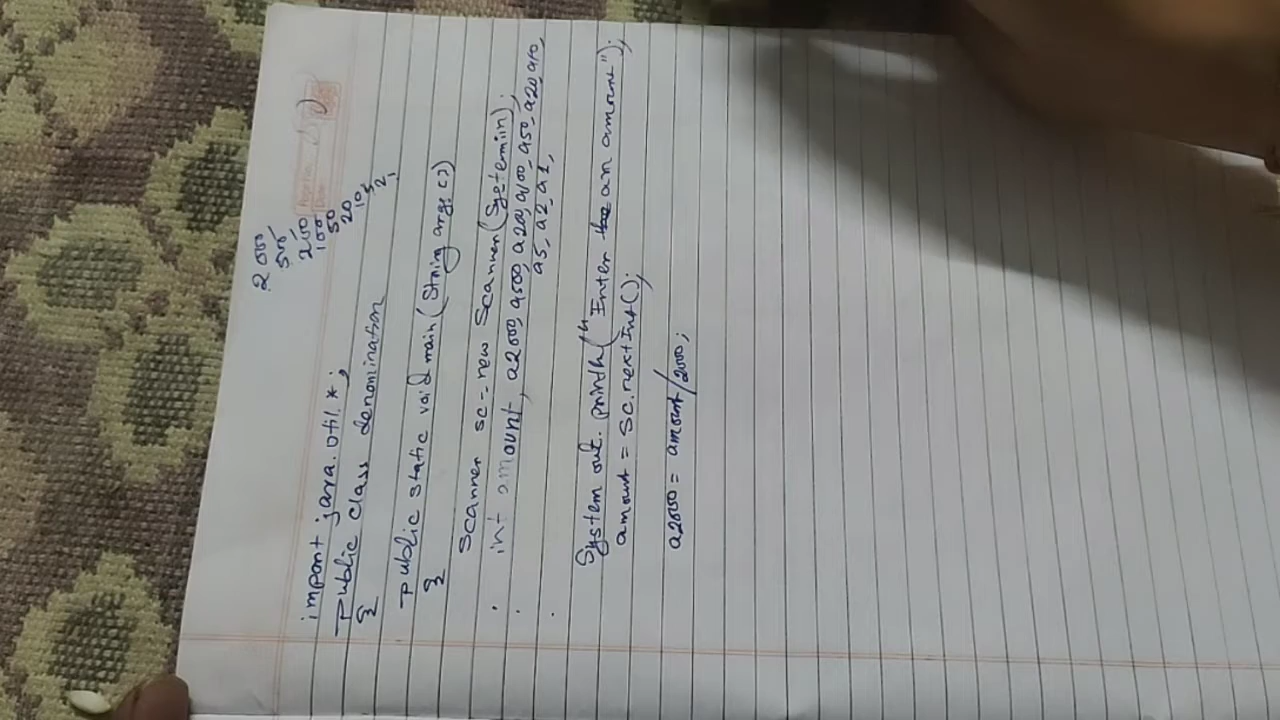 2000
500,
200
100
50
20
10
5
2,
import java.util.*;
public class denomination
{
public static void main(String args[])
{
Scanner sc = new Scanner(System.in);
int amount, a2000, a500, a200, a100, a50, a20, a10,
a5, a2, a1,
System.out.println("Enter an amount");
amount = sc.nextInt();
a2000 = amount/2000;